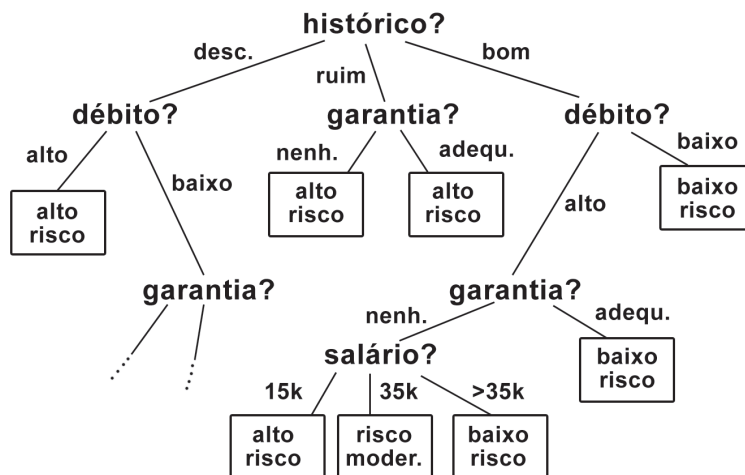 histórico?
desc.
ruim
bom
débito?
garantia?
débito?
alto
baixo
nenh.
adequ.
alto
baixo
alto
risco
alto
risco
alto
risco
baixo
risco
garantia?
garantia?
nenh.
adequ.
salário?
baixo
risco
15k
35k
>35k
alto
risco
risco
moder.
baixo
risco